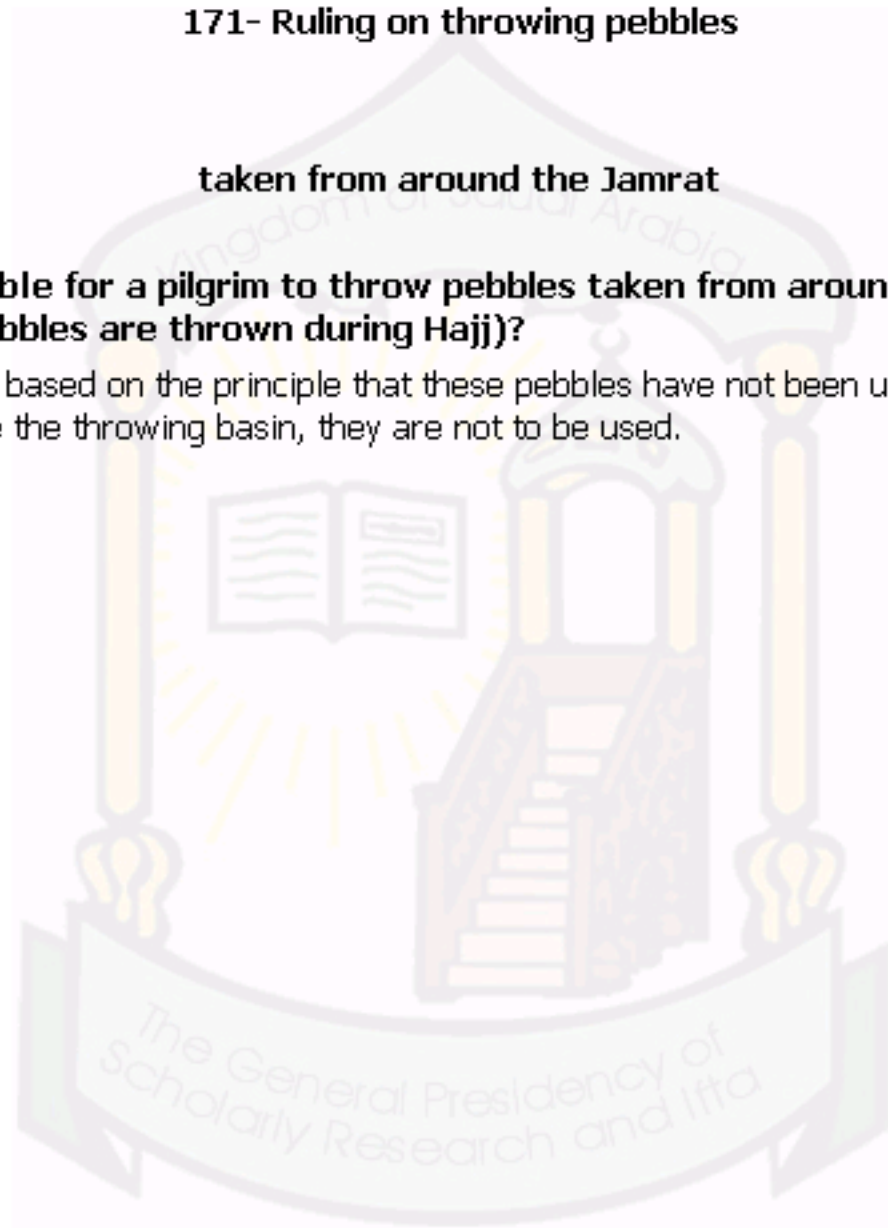 171- Ruling on throwing pebbles
taken from around the Jamrat
Kingdom of Saudi Arabia
ble for a pilgrim to throw pebbles taken from aroun
bbles are thrown during Hajj)?
based on the principle that these pebbles have not been u
e the throwing basin, they are not to be used.
The General Presidency of
Scholarly Research and Ifta